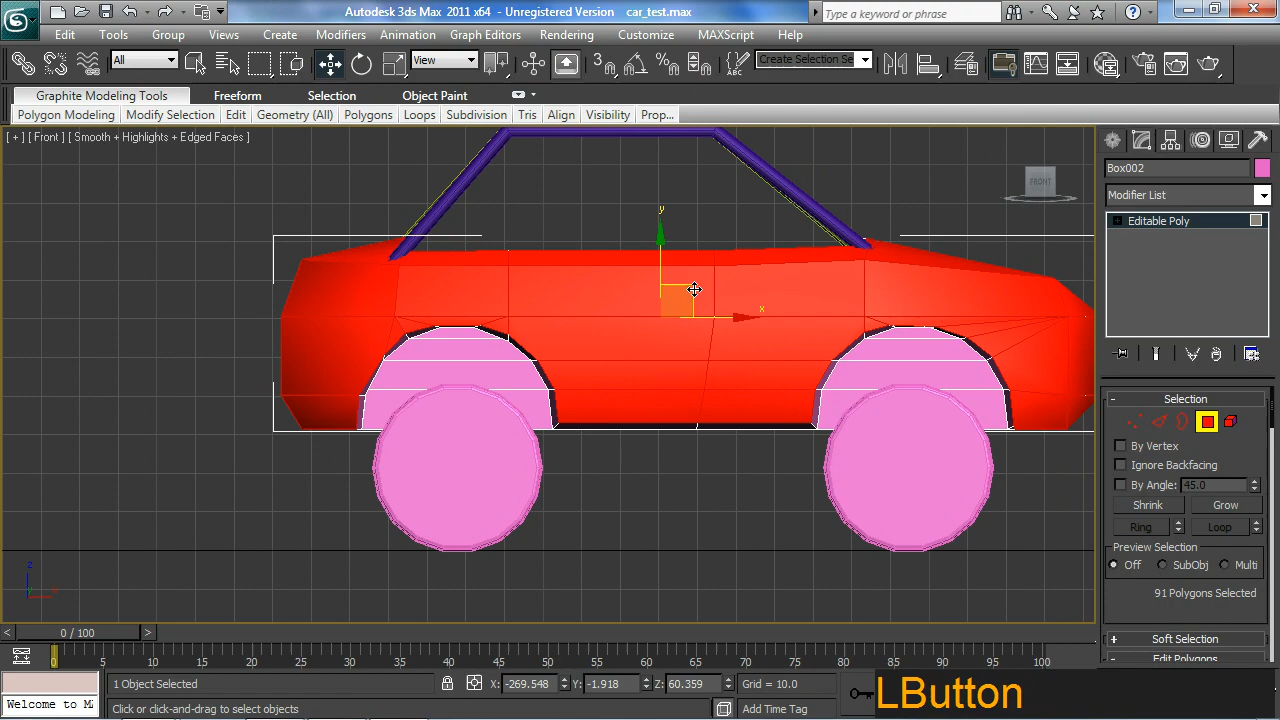 Autodesk 3ds Max 2011 x64 - Unregistered Version car_test.max
Type a keyword or phrase
Edit Tools Group Views Create Modifiers Animation Graph Editors Rendering Customize MAXScript Help
All View Create Selection Se
Graphite Modeling Tools Freeform Selection Object Paint
Polygon Modeling Modify Selection Edit Geometry (All) Polygons Loops Subdivision Tris Align Visibility Prop...
[ + ] [ Front ] [ Smooth + Highlights + Edged Faces ]
Box002
FRONT
Modifier List
y
Editable Poly
x
- Selection
By Vertex
Ignore Backfacing
By Angle: 45.0
Shrink Grow
Ring Loop
Preview Selection
Off SubObj Multi
z
x
91 Polygons Selected
< 0 / 100 >
+ Soft Selection
- Edit Polygons
0 5 10 15 20 25 30 35 40 45 50 55 60 65 70 75 80 85 90 95 100
1 Object Selected X: -269.548 Y: -1.918 Z: 60.359 Grid = 10.0
Welcome to MA Click or click-and-drag to select objects Add Time Tag
LButton